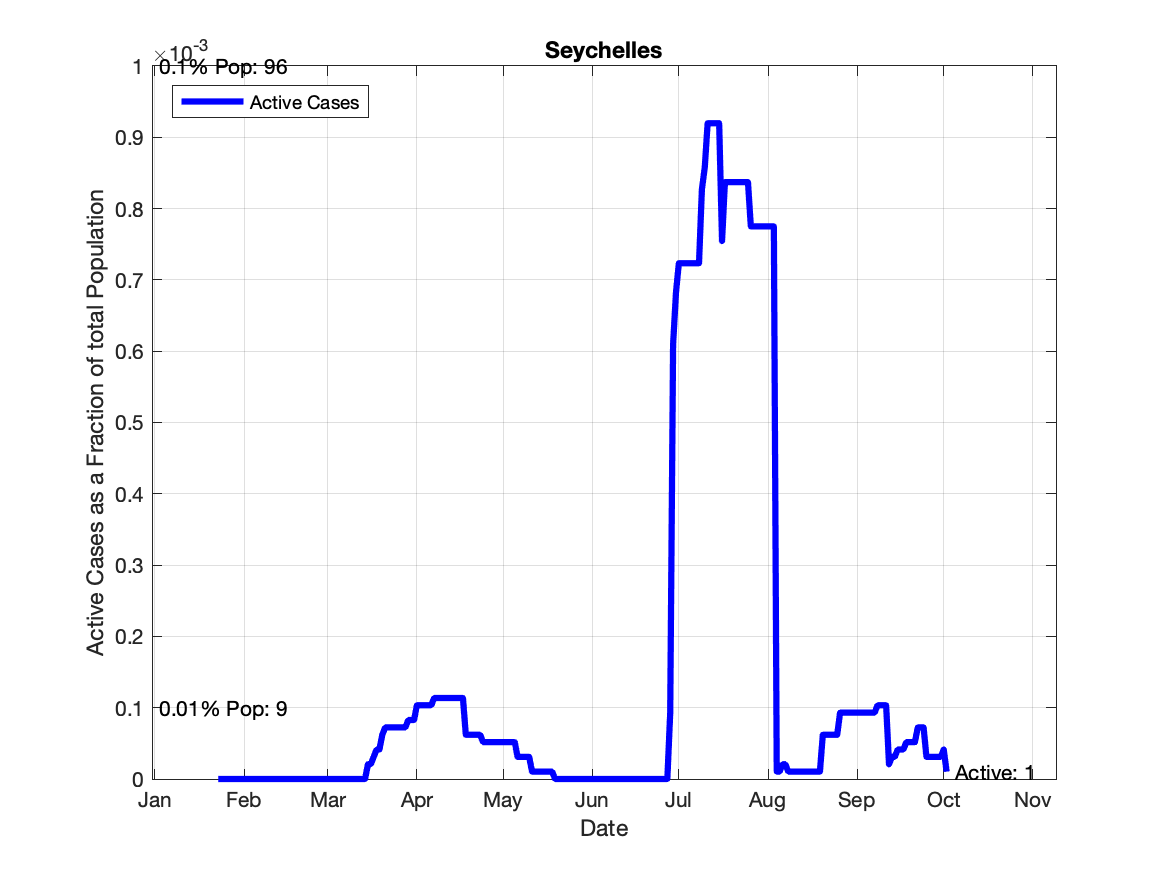 Seychelles
×10-3
0.1% Pop: 96
Active Cases
1
0.9
0.8
0.7
0.6
0.5
0.4
0.3
0.2
0.1
0
0.01% Pop: 9
Active: 1
Active Cases as a Fraction of total Population
Jan Feb Mar Apr May Jun Jul Aug Sep Oct Nov
Date